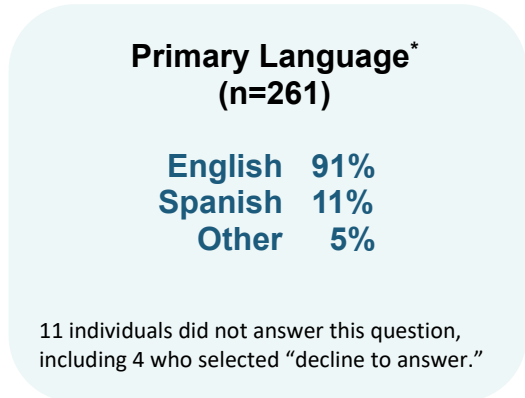 Primary Language*
(n=261)
English 91%
Spanish 11%
Other 5%
11 individuals did not answer this question,
including 4 who selected “decline to answer.”